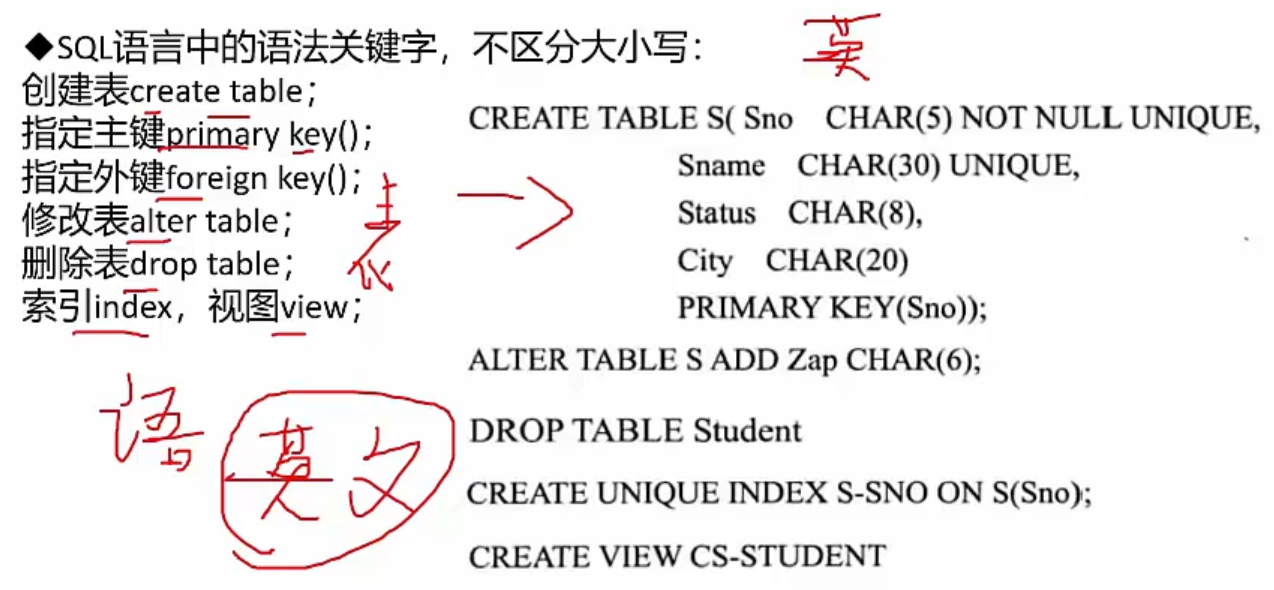 ◆SQL语言中的语法关键字，不区分大小写：
英
创建表create table；
指定主键primary key();
指定外键foreign key();
修改表alter table；
删除表drop table；
索引index，视图view；
CREATE TABLE S( Sno CHAR(5) NOT NULL UNIQUE,
Sname CHAR(30) UNIQUE,
Status CHAR(8),
City CHAR(20)
PRIMARY KEY(Sno));
ALTER TABLE S ADD Zap CHAR(6);
DROP TABLE Student
CREATE UNIQUE INDEX S-SNO ON S(Sno);
CREATE VIEW CS-STUDENT
语
英文